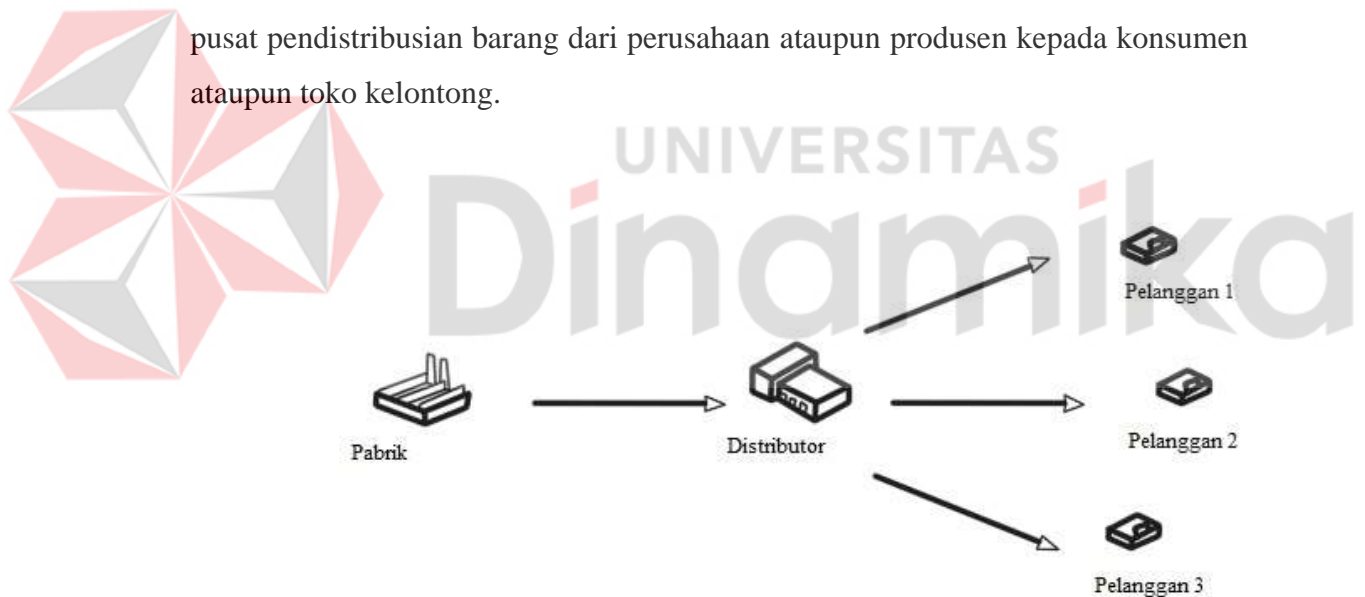 pusat pendistribusian barang dari perusahaan ataupun produsen kepada konsumen
ataupun toko kelontong.
UNIVERSITAS
Dinamika
Pelanggan 1
Pabrik
Distributor
Pelanggan 2
Pelanggan 3